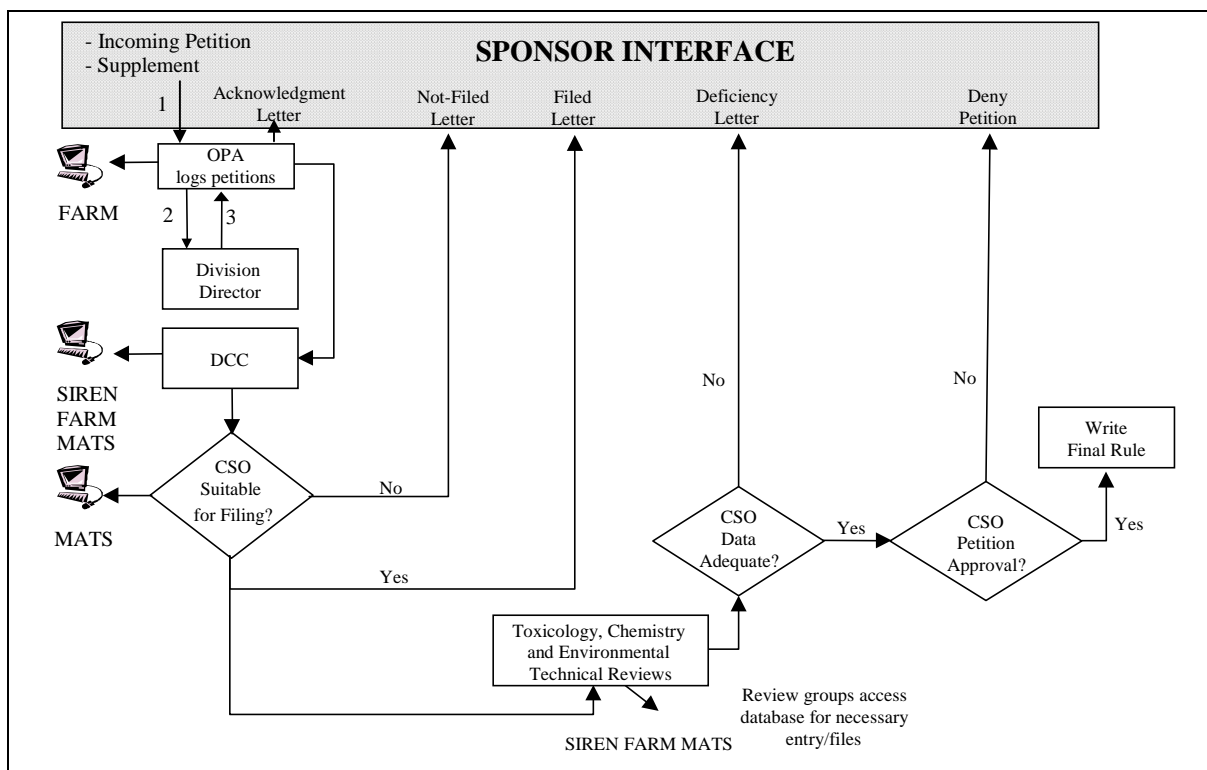 - Incoming Petition
- Supplement
SPONSOR INTERFACE
1
Acknowledgment
Letter
Not-Filed
Letter
Filed
Letter
Deficiency
Letter
Deny
Petition
OPA
logs petitions
FARM
2
3
Division
Director
DCC
SIREN
FARM
MATS
CSO
Suitable
for Filing?
MATS
No
Yes
Toxicology, Chemistry
and Environmental
Technical Reviews
SIREN FARM MATS
Review groups access
database for necessary
entry/files
No
CSO
Data
Adequate?
Yes
No
CSO
Petition
Approval?
Yes
Write
Final Rule